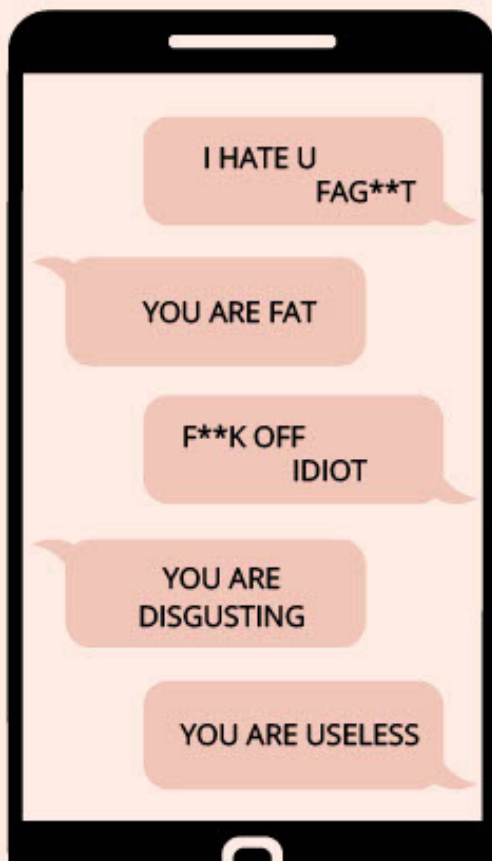 I HATE U
FAG**T
YOU ARE FAT
F**K OFF
IDIOT
YOU ARE
DISGUSTING
YOU ARE USELESS